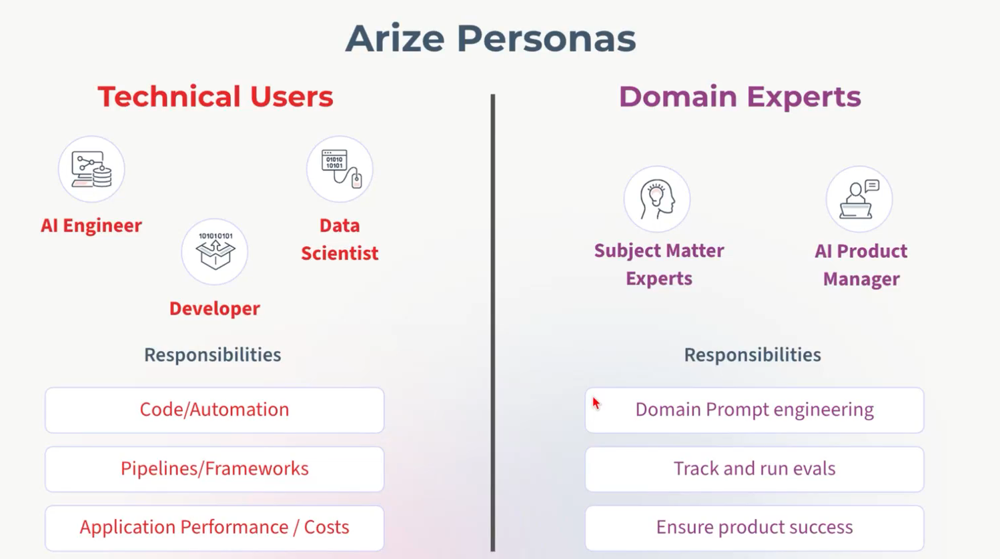 Arize Personas
Technical Users
01010
10101
AI Engineer
Data
Scientist
101010101
Developer
Responsibilities
Code/Automation
Pipelines/Frameworks
Application Performance / Costs
Domain Experts
Subject Matter
Experts
AI Product
Manager
Responsibilities
Domain Prompt engineering
Track and run evals
Ensure product success